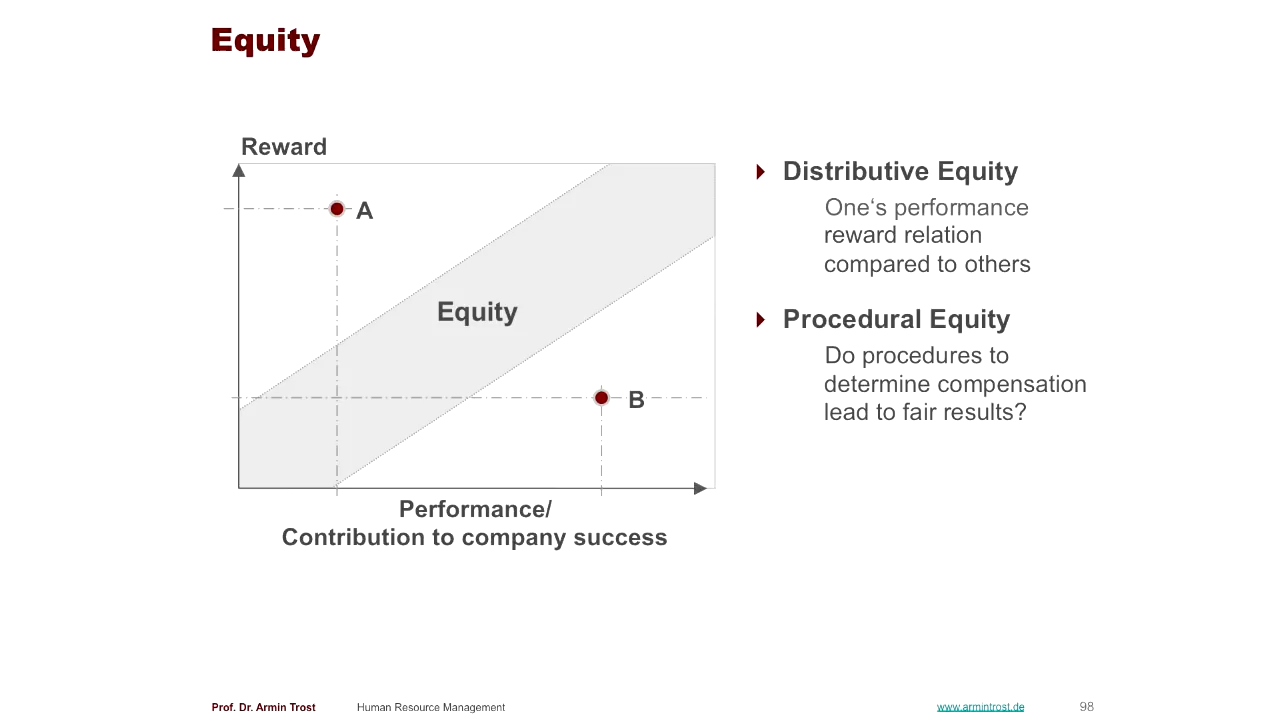 Equity
Reward
A
Equity
B
Performance/
Contribution to company success
Distributive Equity
One‘s performance
reward relation
compared to others
Procedural Equity
Do procedures to
determine compensation
lead to fair results?
Prof. Dr. Armin Trost
Human Resource Management
www.armintrost.de
98